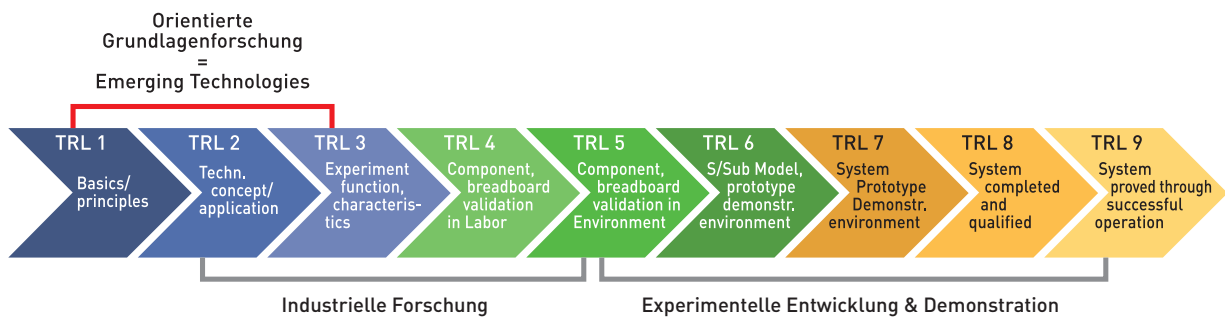 Orientierte
Grundlagenforschung
=
Emerging Technologies
TRL 1
Basics/
principles
TRL 2
Techn.
concept/
application
TRL 3
Experiment
function,
characteris-
tics
TRL 4
Component,
breadboard
validation
in Labor
TRL 5
Component,
breadboard
validation in
Environment
TRL 6
S/Sub Model,
prototype
demonstr.
environment
TRL 7
System
Prototype
Demonstr.
environment
TRL 8
System
completed
and
qualified
TRL 9
System
proved through
successful
operation
Industrielle Forschung
Experimentelle Entwicklung & Demonstration